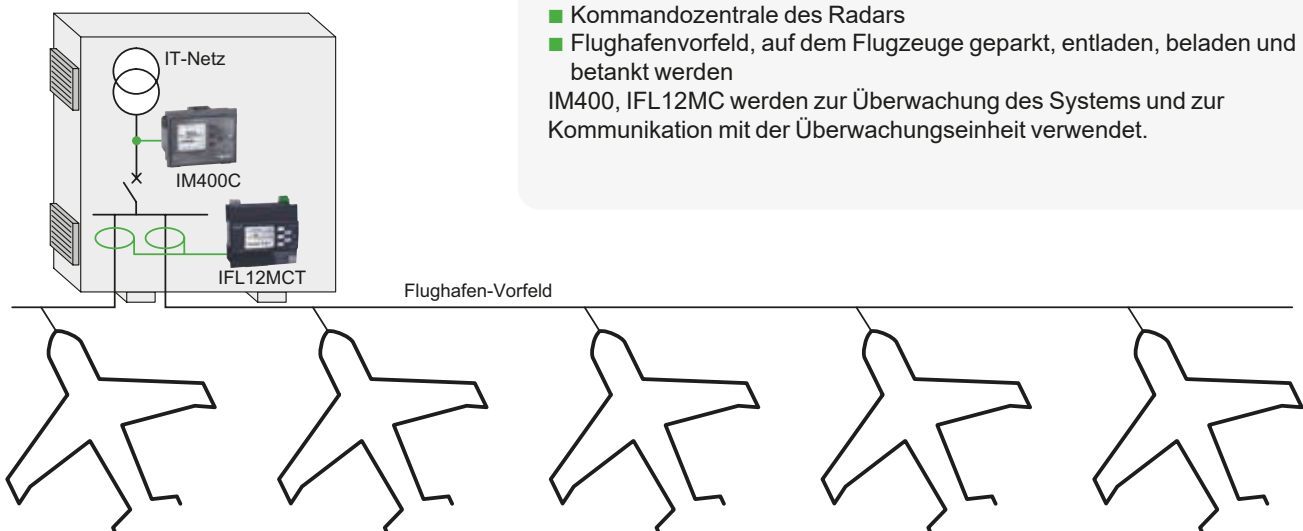 ■ Kommandozentrale des Radars
■ Flughafenvorfeld, auf dem Flugzeuge geparkt, entladen, beladen und
betankt werden
IM400, IFL12MC werden zur Überwachung des Systems und zur
Kommunikation mit der Überwachungseinheit verwendet.
IT-Netz
IM400C
IFL12MCT
Flughafen-Vorfeld